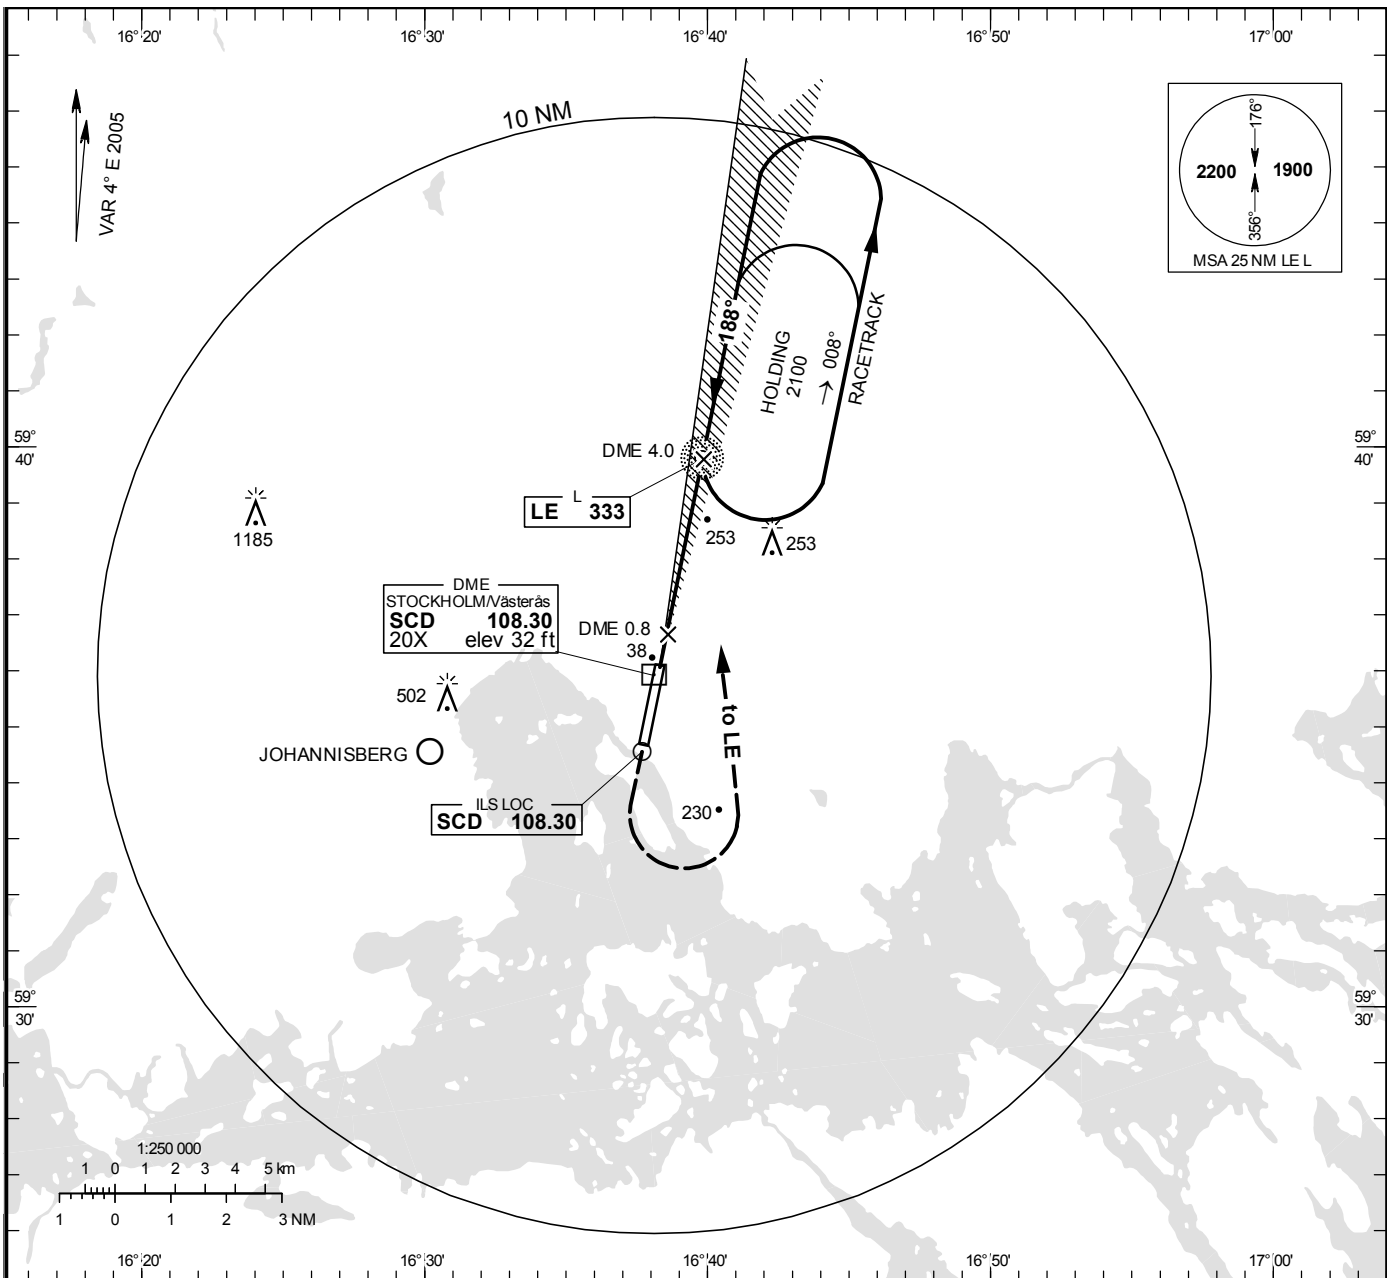 16° 20'
16° 30'
16° 40'
16° 50'
17° 00'
VAR 4° E 2005
10 NM
176°
2200
1900
356°
MSA 25 NM LE L
188°
HOLDING
2100
→ 008°
RACETRACK
59°
40'
59°
40'
DME 4.0
L
LE 333
253
253
1185
DME
STOCKHOLM/Västerås
SCD 108.30
20X elev 32 ft
DME 0.8
38
502
to LE
JOHANNISBERG
ILS LOC
SCD 108.30
230
59°
30'
59°
30'
1:250 000
1 0 1 2 3 4 5 km
1 0 1 2 3 NM
16° 20'
16° 30'
16° 40'
16° 50'
17° 00'